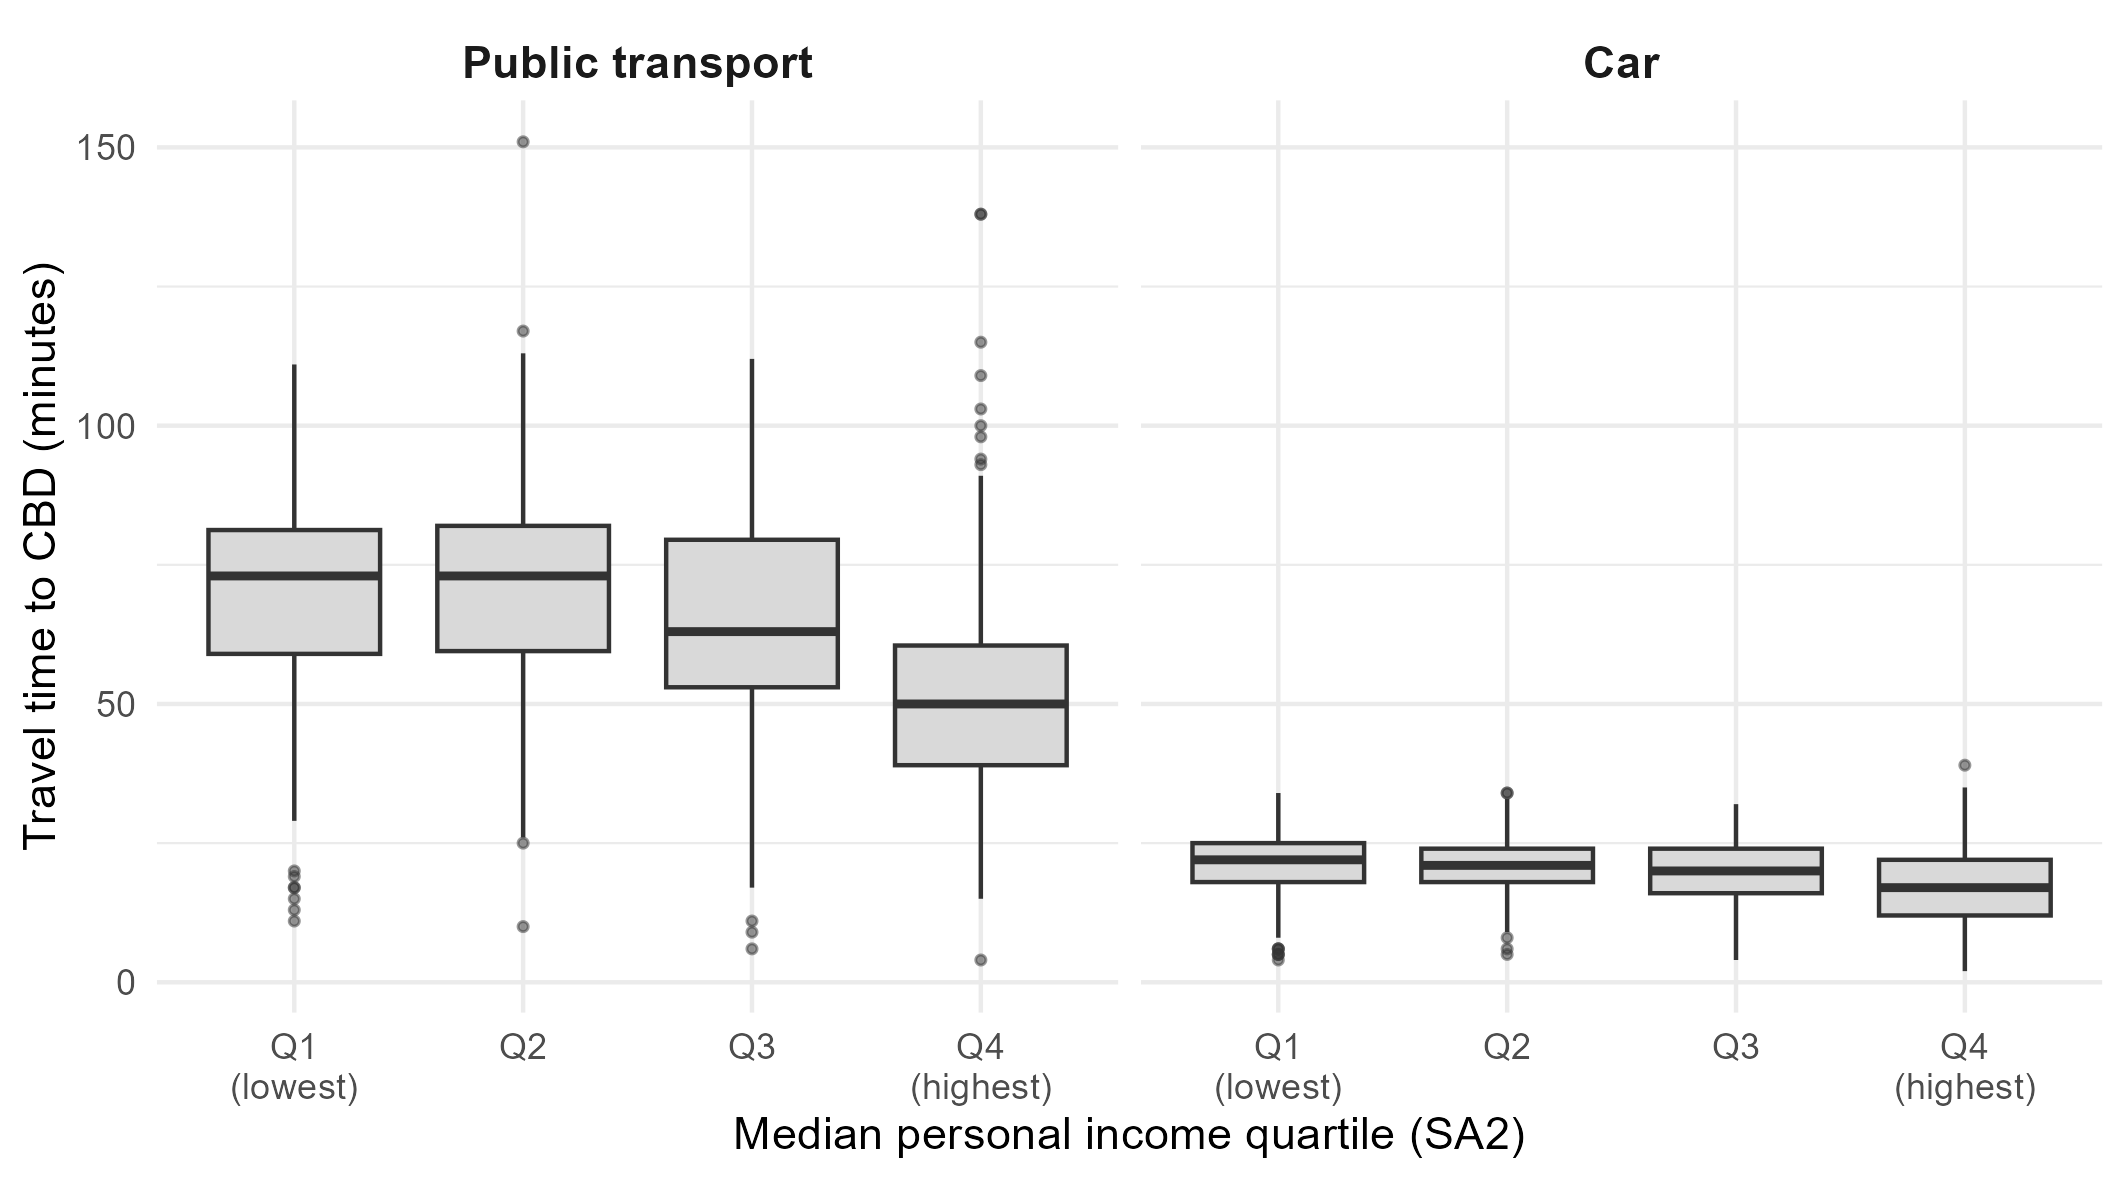 Public transport
Car
Travel time to CBD (minutes)
150
100
50
0
Q1
(lowest)
Q2
Q3
Q4
(highest)
Q1
(lowest)
Q2
Q3
Q4
(highest)
Median personal income quartile (SA2)